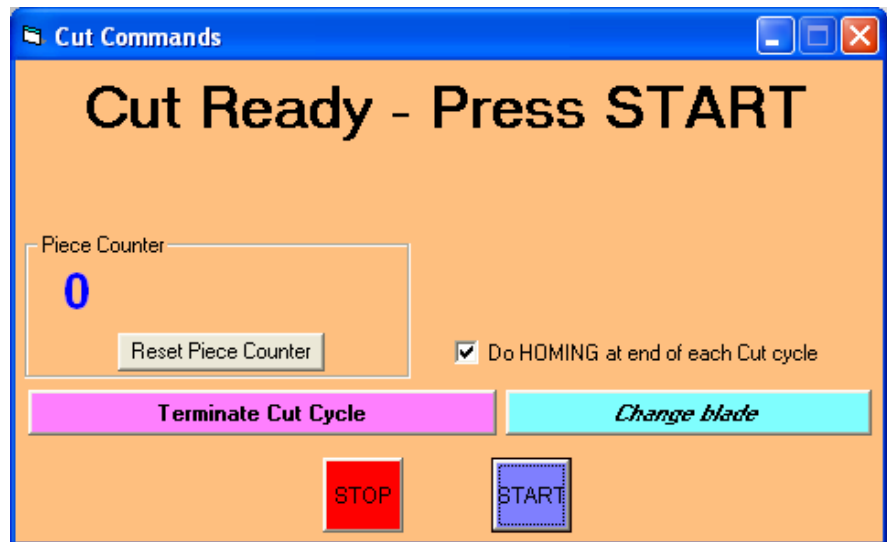 Cut Commands
Cut Ready - Press START
Piece Counter
0
Reset Piece Counter
Do HOMING at end of each Cut cycle
Terminate Cut Cycle
Change blade
STOP
START